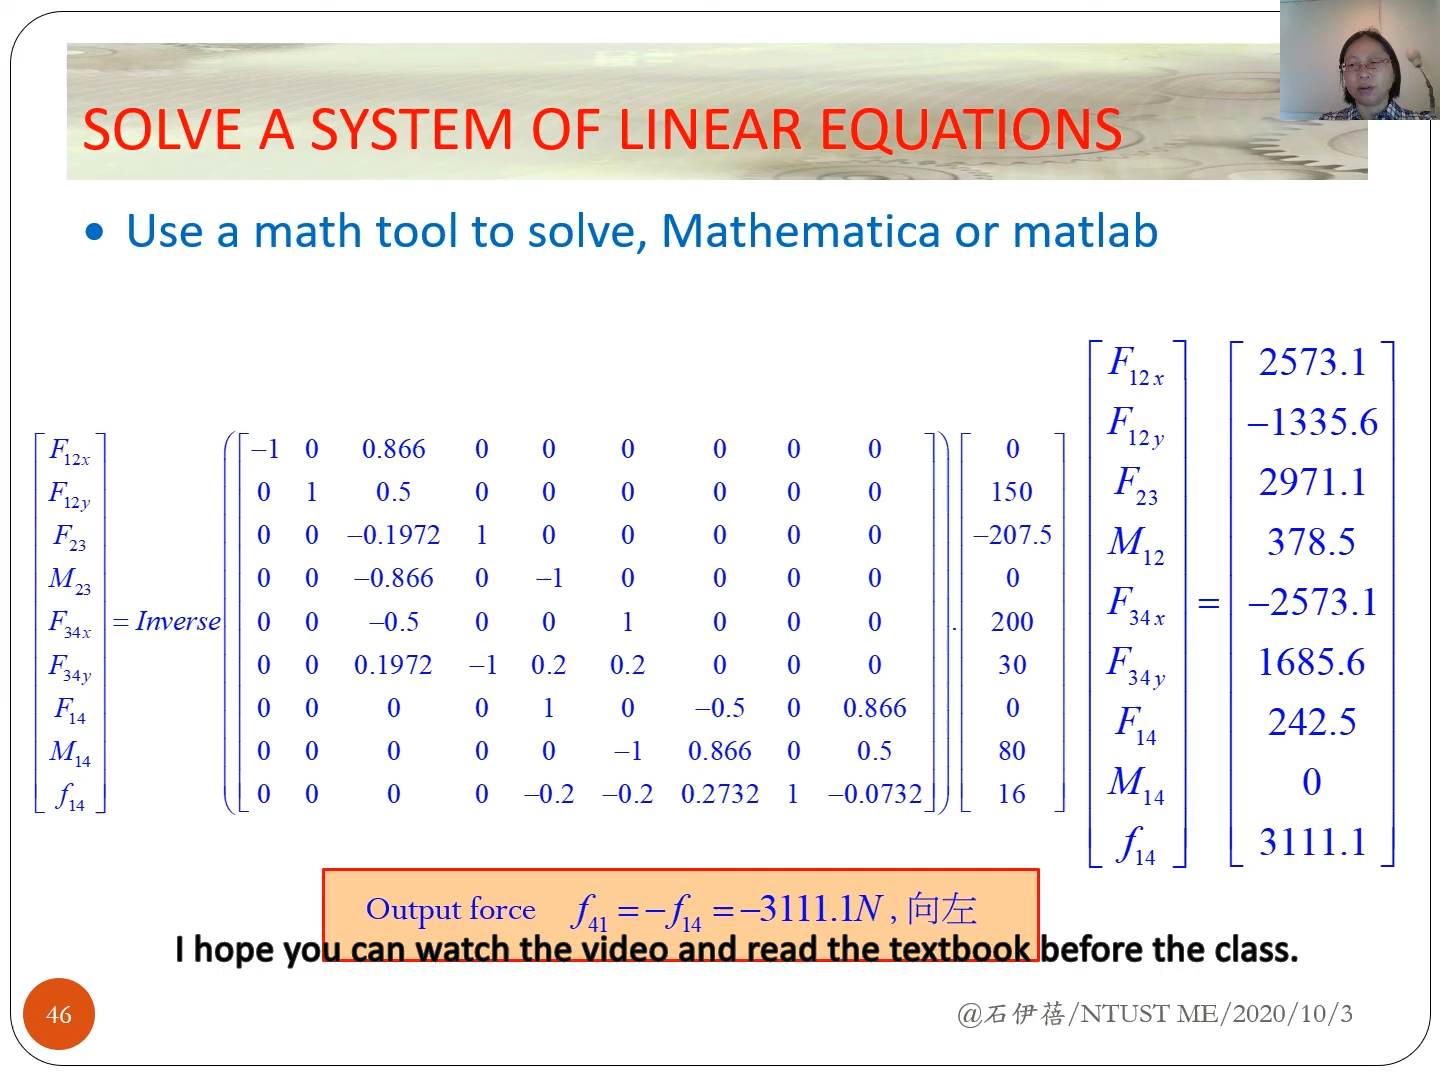 SOLVE A SYSTEM OF LINEAR EQUATIONS
• Use a math tool to solve, Mathematica or matlab
[F12x F12y F23 M23 F34x F34y F14 M14 f14] = Inverse
−1 0 0.866 0 0 0 0 0 0
0 1 0.5 0 0 0 0 0 0
0 0 −0.1972 1 0 0 0 0 0
0 0 −0.866 0 −1 0 0 0 0
0 0 −0.5 0 0 1 0 0 0
0 0 0.1972 −1 0.2 0.2 0 0 0
0 0 0 0 1 0 −0.5 0 0.866
0 0 0 0 0 −1 0.866 0 0.5
0 0 0 0 −0.2 −0.2 0.2732 1 −0.0732
.
0
150
−207.5
0
200
30
0
80
16
[F12x F12y F23 M12 F34x F34y F14 M14 f14] =
2573.1
−1335.6
2971.1
378.5
−2573.1
1685.6
242.5
0
3111.1
Output force f41 = −f14 = −3111.1N , 向左
I hope you can watch the video and read the textbook before the class.
46
@石伊蓓/NTUST ME/2020/10/3